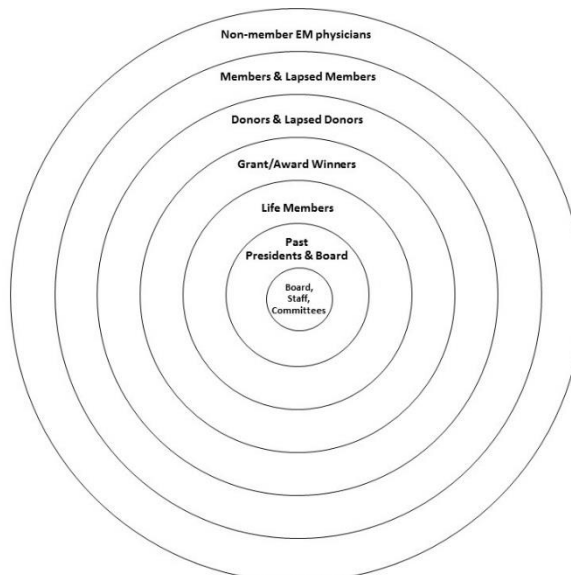 Non-member EM physicians
Members & Lapsed Members
Donors & Lapsed Donors
Grant/Award Winners
Life Members
Past
Presidents & Board
Board,
Staff,
Committees